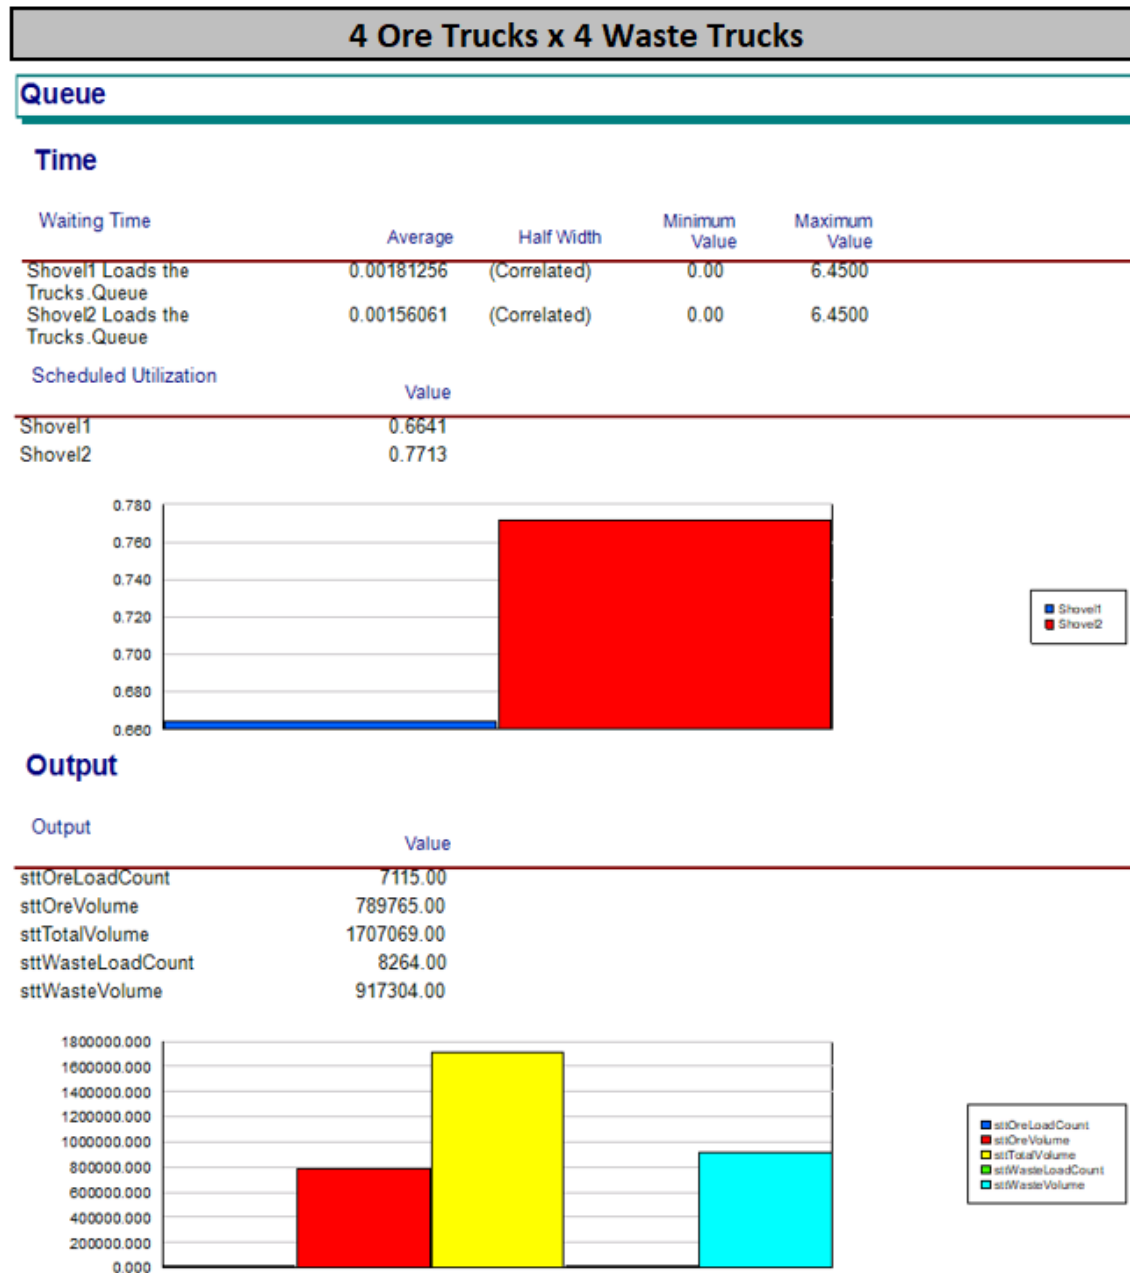 4 Ore Trucks x 4 Waste Trucks
Queue
Time
Waiting Time Average Half Width Minimum Value Maximum Value
Shovel1 Loads the Trucks.Queue 0.00181256 (Correlated) 0.00 6.4500
Shovel2 Loads the Trucks.Queue 0.00156061 (Correlated) 0.00 6.4500
Scheduled Utilization Value
Shovel1 0.6641
Shovel2 0.7713
0.780
0.760
0.740
0.720
0.700
0.680
0.660
Shovel1
Shovel2
Output
Output Value
sttOreLoadCount 7115.00
sttOreVolume 789765.00
sttTotalVolume 1707069.00
sttWasteLoadCount 8264.00
sttWasteVolume 917304.00
1800000.000
1600000.000
1400000.000
1200000.000
1000000.000
800000.000
600000.000
400000.000
200000.000
0.000
sttOreLoadCount
sttOreVolume
sttTotalVolume
sttWasteLoadCount
sttWasteVolume